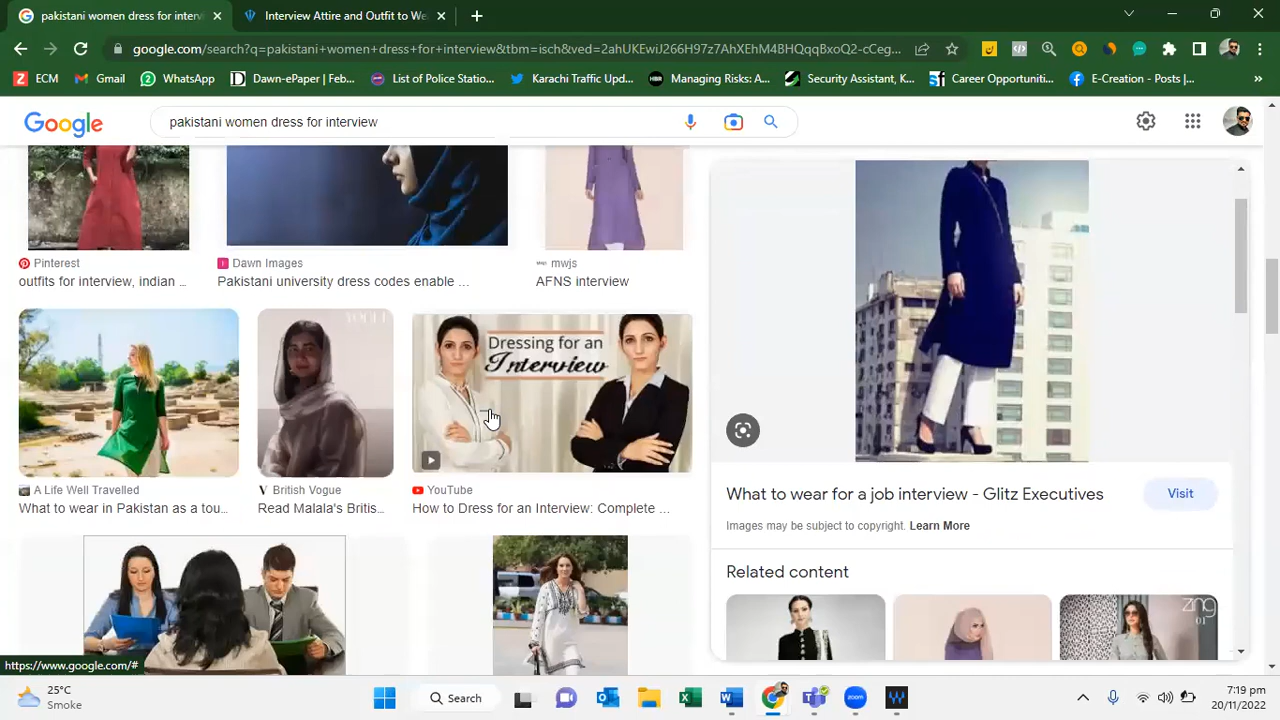 pakistani women dress for interv
Interview Attire and Outfit to We
google.com/search?q=pakistani+women+dress+for+interview&tbm=isch&ved=2ahUKEwiJ266H97z7AhXEhM4BHQqqBxoQ2-cCeg...
ECM
Gmail
WhatsApp
Dawn-ePaper | Feb...
List of Police Statio...
Karachi Traffic Upd...
Managing Risks: A...
Security Assistant, K...
Career Opportuniti...
E-Creation - Posts |...
»
Google
pakistani women dress for interview
Pinterest
outfits for interview, indian ...
Dawn Images
Pakistani university dress codes enable ...
mwjs
AFNS interview
VOGUE
Dressing for an
Interview
A Life Well Travelled
What to wear in Pakistan as a tou...
British Vogue
Read Malala's Britis...
YouTube
How to Dress for an Interview: Complete ...
What to wear for a job interview - Glitz Executives
Visit
Images may be subject to copyright. Learn More
Related content
zing
01
https://www.google.com/#
25°C
Smoke
Search
7:19 pm
20/11/2022